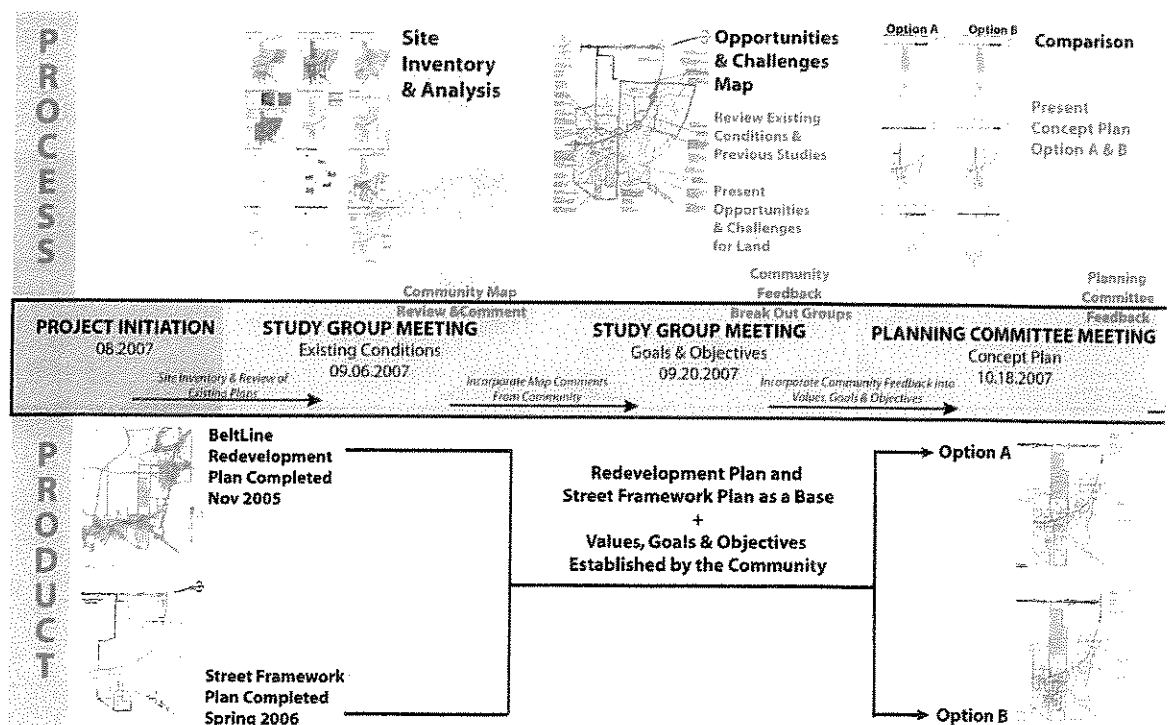 PROCESS
Site
Inventory
& Analysis
Opportunities
& Challenges
Map
Review Existing
Conditions &
Previous Studies
Present
Opportunities
& Challenges
for Land
Option A
Option B
Comparison
Present
Concept Plan
Option A & B
Community Map
Review & Comment
Community
Feedback
Break Out Groups
Planning
Committee
Feedback
PROJECT INITIATION
08.2007
STUDY GROUP MEETING
Existing Conditions
09.06.2007
STUDY GROUP MEETING
Goals & Objectives
09.20.2007
PLANNING COMMITTEE MEETING
Concept Plan
10.18.2007
Site Inventory & Review of
Existing Plans
Incorporate Map Comments
From Community
Incorporate Community Feedback into
Values, Goals & Objectives
PRODUCT
BeltLine
Redevelopment
Plan Completed
Nov 2005
Street Framework
Plan Completed
Spring 2006
Redevelopment Plan and
Street Framework Plan as a Base
+
Values, Goals & Objectives
Established by the Community
Option A
Option B